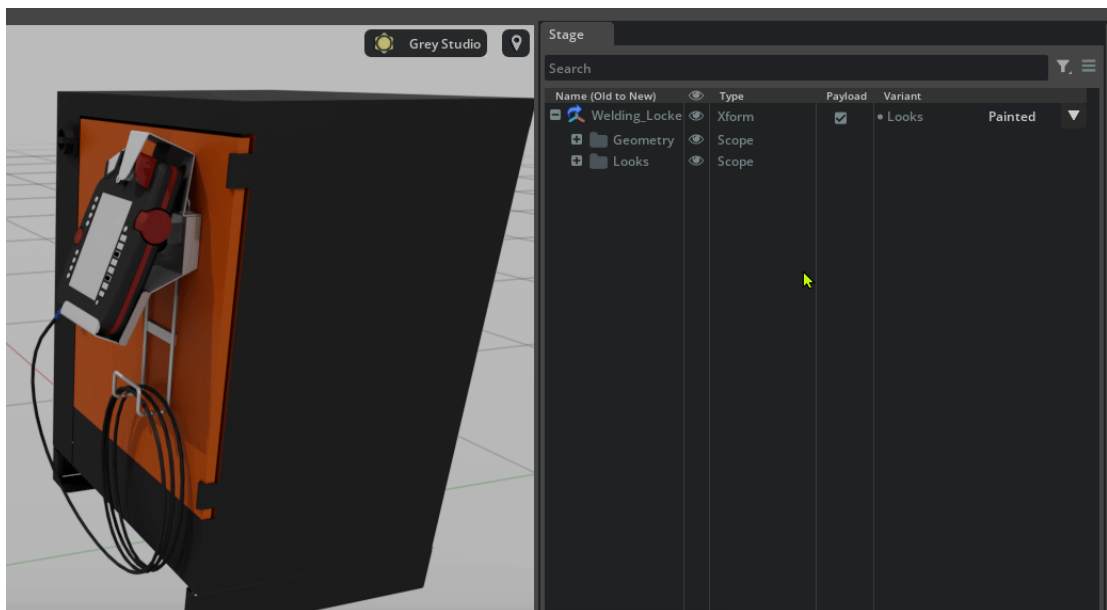 Grey Studio
Stage
Search
Name (Old to New) Type Payload Variant
Welding_Locke Xform • Looks Painted
Geometry Scope
Looks Scope